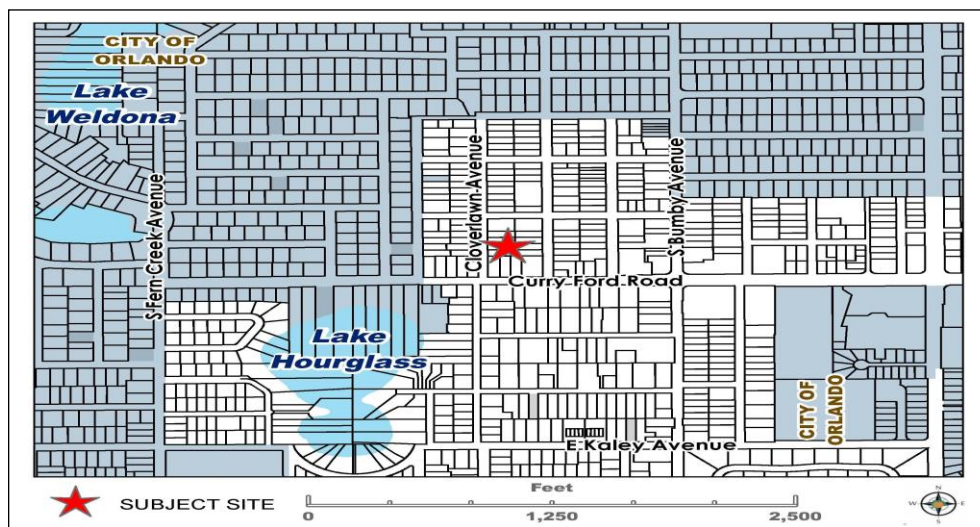 CITY OF
ORLANDO
Lake
Weldona
S Fern Creek Avenue
Cloverlawn Avenue
S Bumby Avenue
Curry Ford Road
Lake
Hourglass
CITY OF
ORLANDO
E Kaley Avenue
SUBJECT SITE
Feet
0
1,250
2,500
N
W
E
S